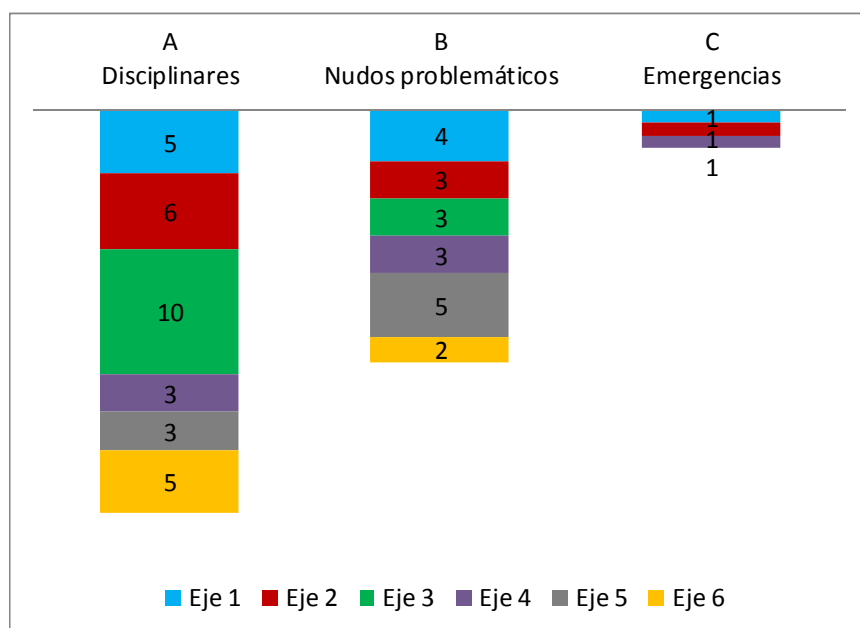 A B C
Disciplinares Nudos problemáticos Emergencias
5 4 1
6 3 1
10 3 1
3 3
3 5
5 2
Eje 1 Eje 2 Eje 3 Eje 4 Eje 5 Eje 6